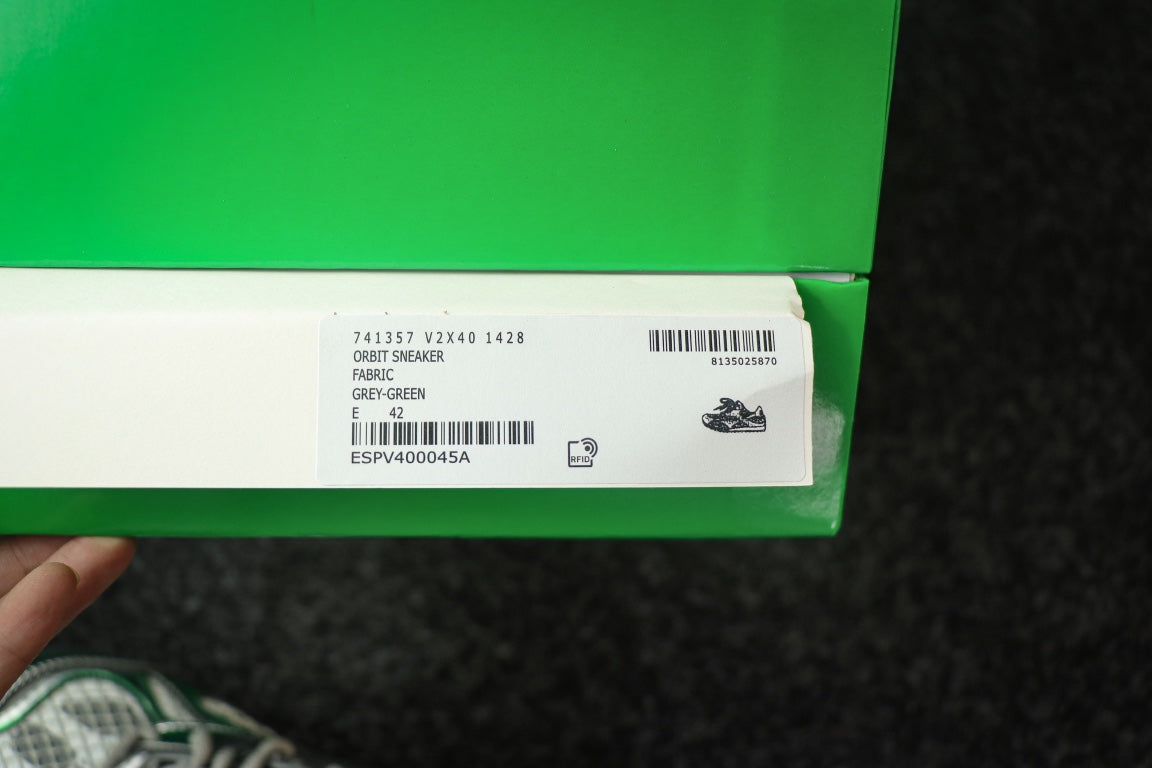 741357 V2X40 1428
ORBIT SNEAKER
FABRIC
GREY-GREEN
E 42
ESPV400045A
8135025870
RFID